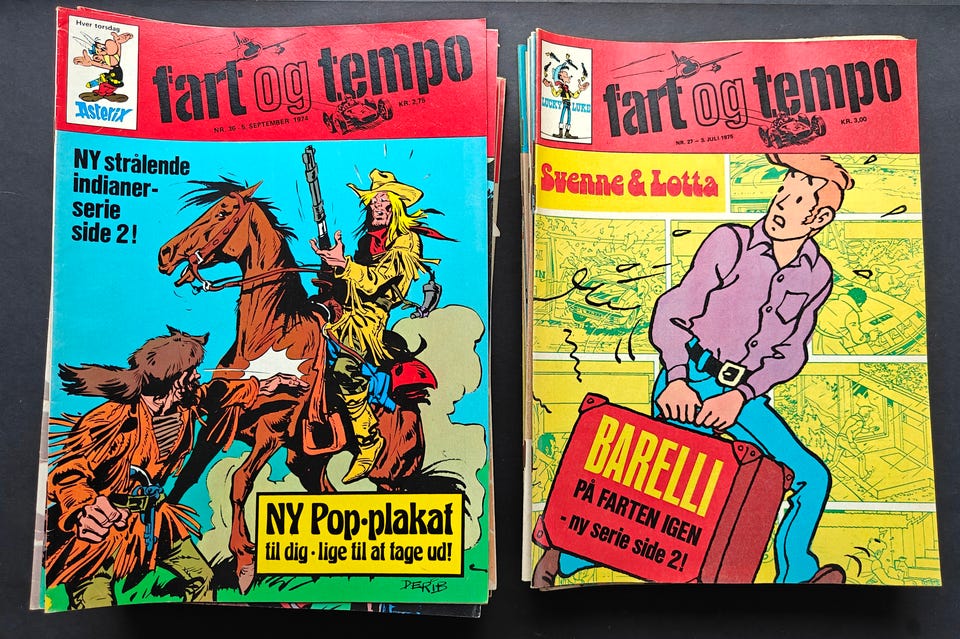 Hver torsdag
Asterix
fart og tempo
NR. 36 - 5. SEPTEMBER 1974
KR. 2,75
NY strålende
indianer-
serie
side 2!
NY Pop·plakat
til dig · lige til at tage ud!
DERIB
LUCKY LUKE
fart og tempo
NR. 27 – 3. JULI 1975
KR. 3,00
Svenne & Lotta
BARELLI
PÅ FARTEN IGEN
- ny serie side 2!